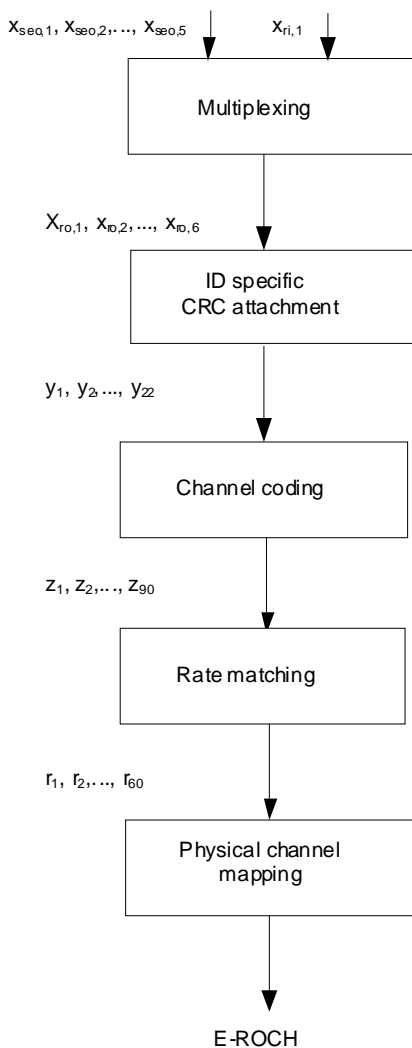 x_seo,1, x_seo,2,..., x_seo,5 x_ri,1
Multiplexing
X_ro,1, x_ro,2,..., x_ro,6
ID specific
CRC attachment
y_1, y_2,..., y_22
Channel coding
z_1, z_2,..., z_90
Rate matching
r_1, r_2,..., r_60
Physical channel
mapping
E-ROCH